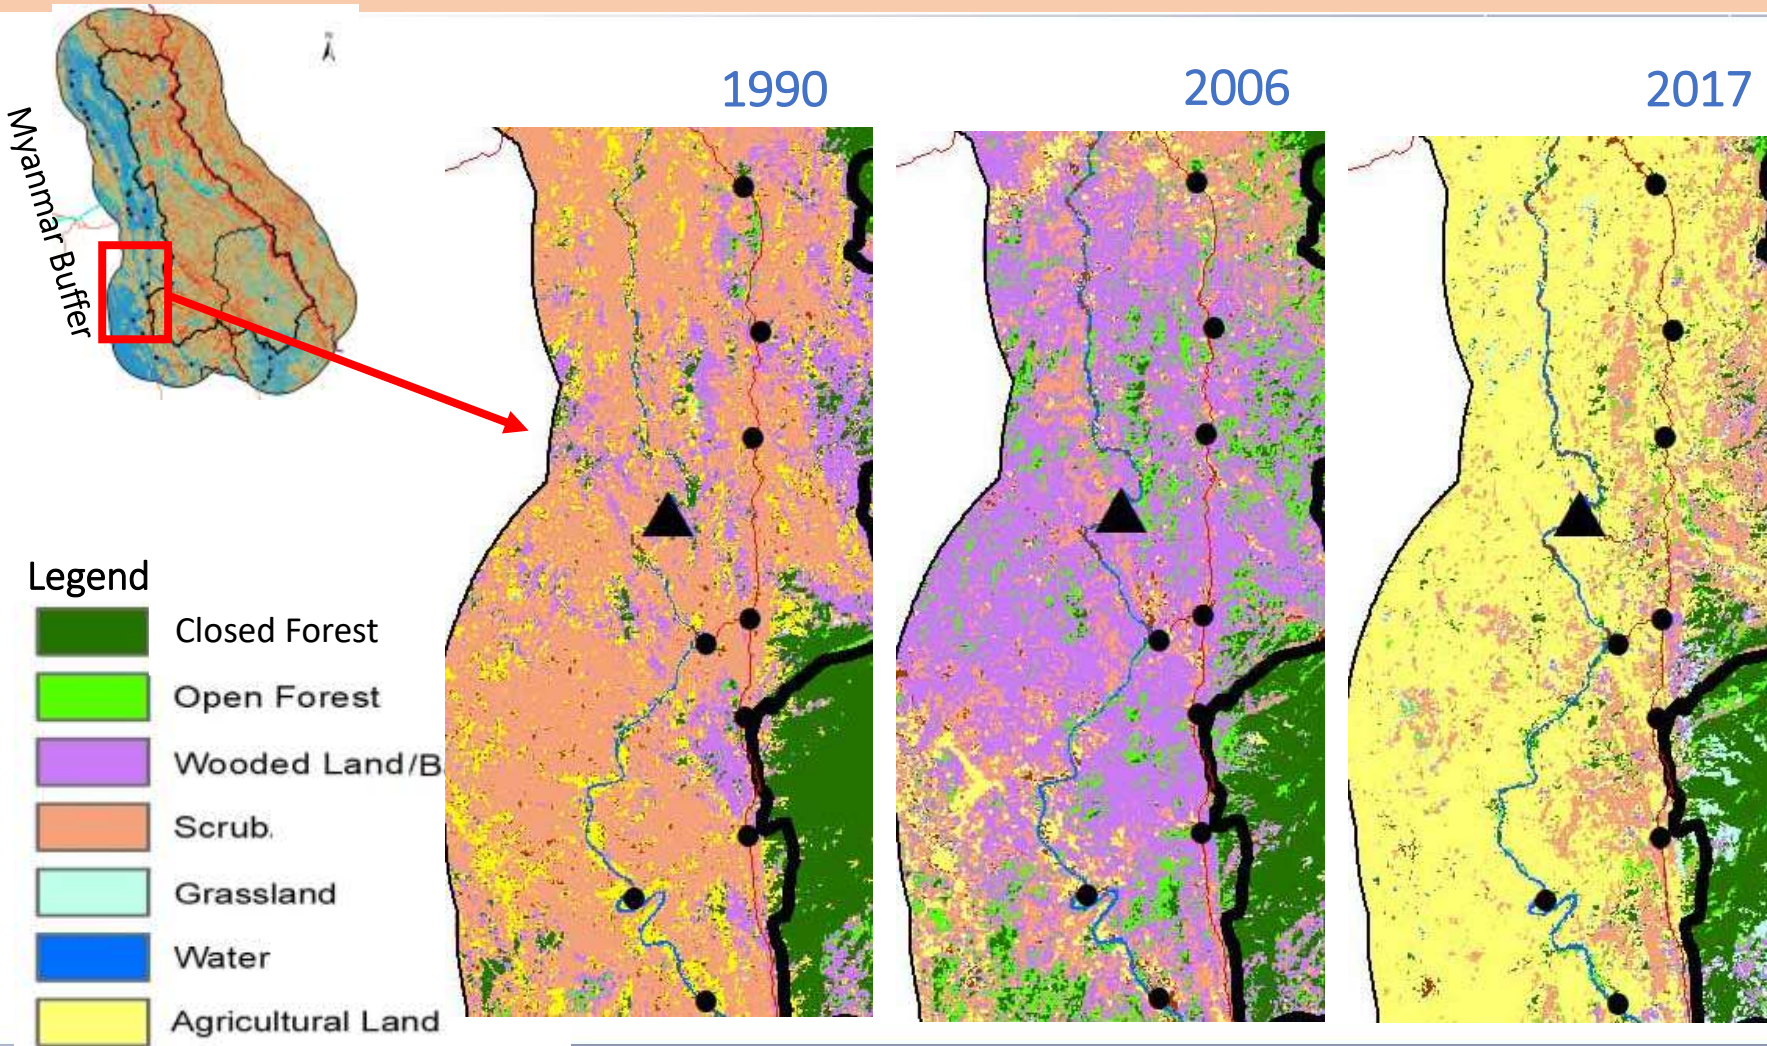 1990
2006
2017
Myanmar Buffer
Legend
Closed Forest
Open Forest
Wooded Land/B
Scrub.
Grassland
Water
Agricultural Land